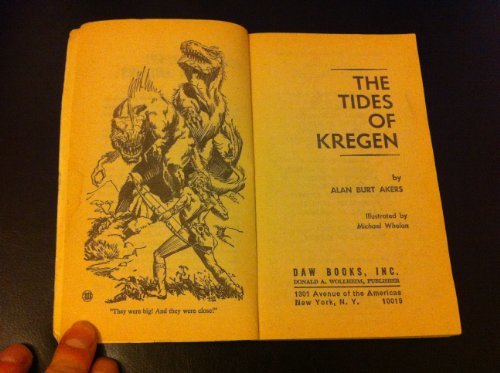 "They were big! And they were close!"
THE
TIDES
OF
KREGEN
by
ALAN BURT AKERS
Illustrated by
Michael Whelan
DAW BOOKS, INC.
DONALD A. WOLLHEIM, PUBLISHER
1301 Avenue of the Americas
New York, N. Y. 10019